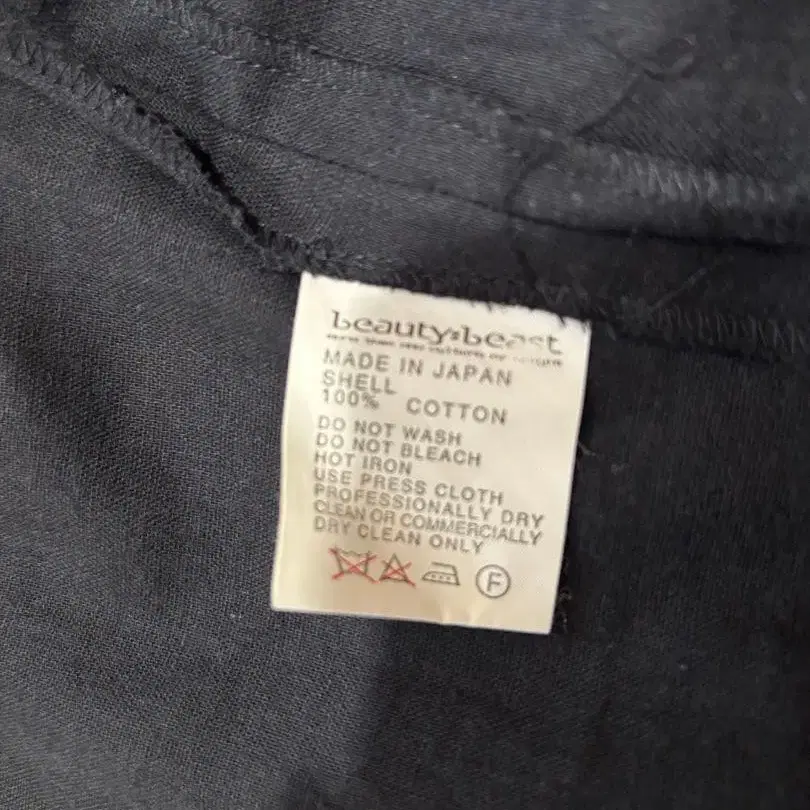 beauty:beast
MADE IN JAPAN
SHELL
100% COTTON
DO NOT WASH
DO NOT BLEACH
HOT IRON
USE PRESS CLOTH
PROFESSIONALLY DRY
CLEAN OR COMMERCIALLY
DRY CLEAN ONLY
F